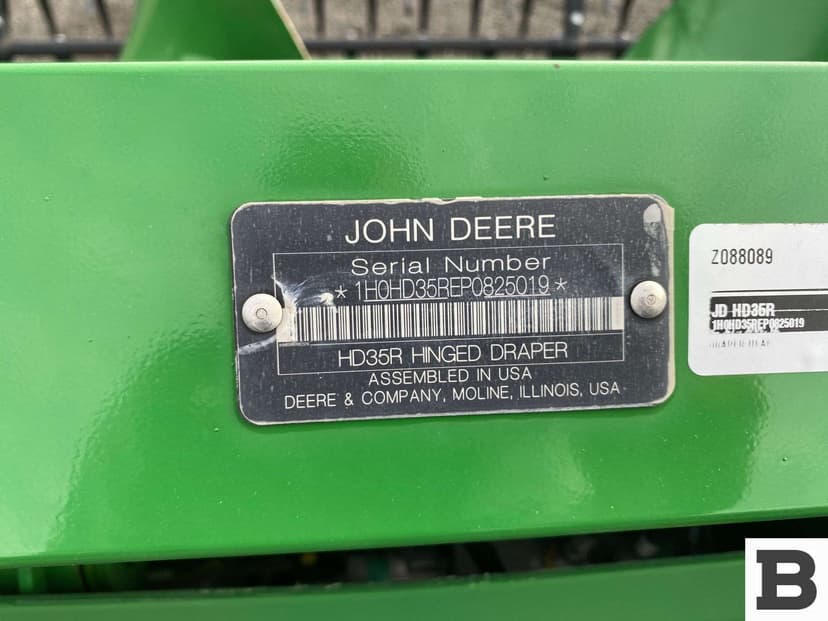 JOHN DEERE
Serial Number
* 1H0HD35REP0825019 *
HD35R HINGED DRAPER
ASSEMBLED IN USA
DEERE & COMPANY, MOLINE, ILLINOIS, USA
Z088089
JD HD35R
1H0HD35REP0825019
B